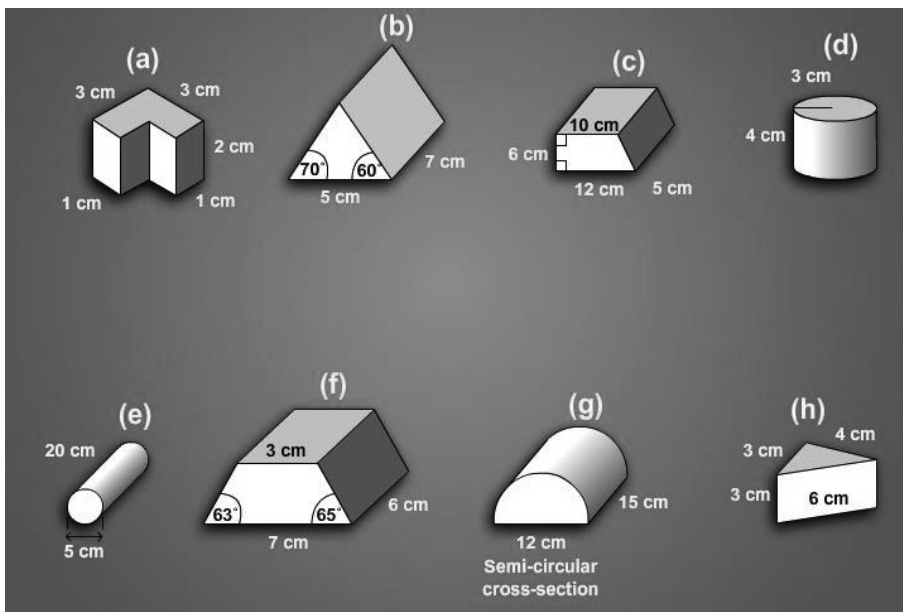 (a)
3 cm
3 cm
2 cm
1 cm
1 cm
(b)
70°
60°
5 cm
7 cm
(c)
10 cm
6 cm
12 cm
5 cm
(d)
3 cm
4 cm
(e)
20 cm
5 cm
(f)
3 cm
63°
65°
6 cm
7 cm
(g)
15 cm
12 cm
Semi-circular
cross-section
(h)
3 cm
4 cm
3 cm
6 cm